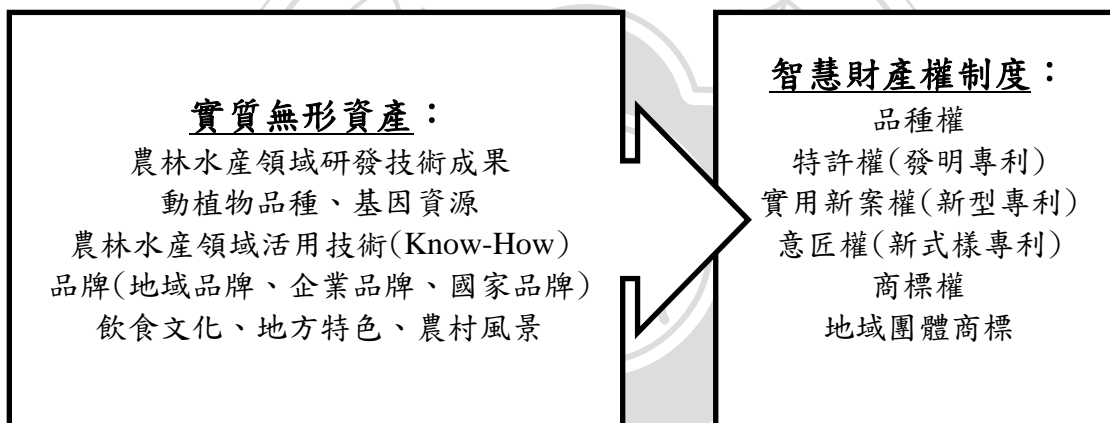 實質無形資產：
農林水産領域研發技術成果
動植物品種、基因資源
農林水産領域活用技術(Know-How)
品牌(地域品牌、企業品牌、國家品牌)
飲食文化、地方特色、農村風景
智慧財產權制度：
品種權
特許權(發明專利)
實用新案權(新型專利)
意匠權(新式樣專利)
商標權
地域團體商標